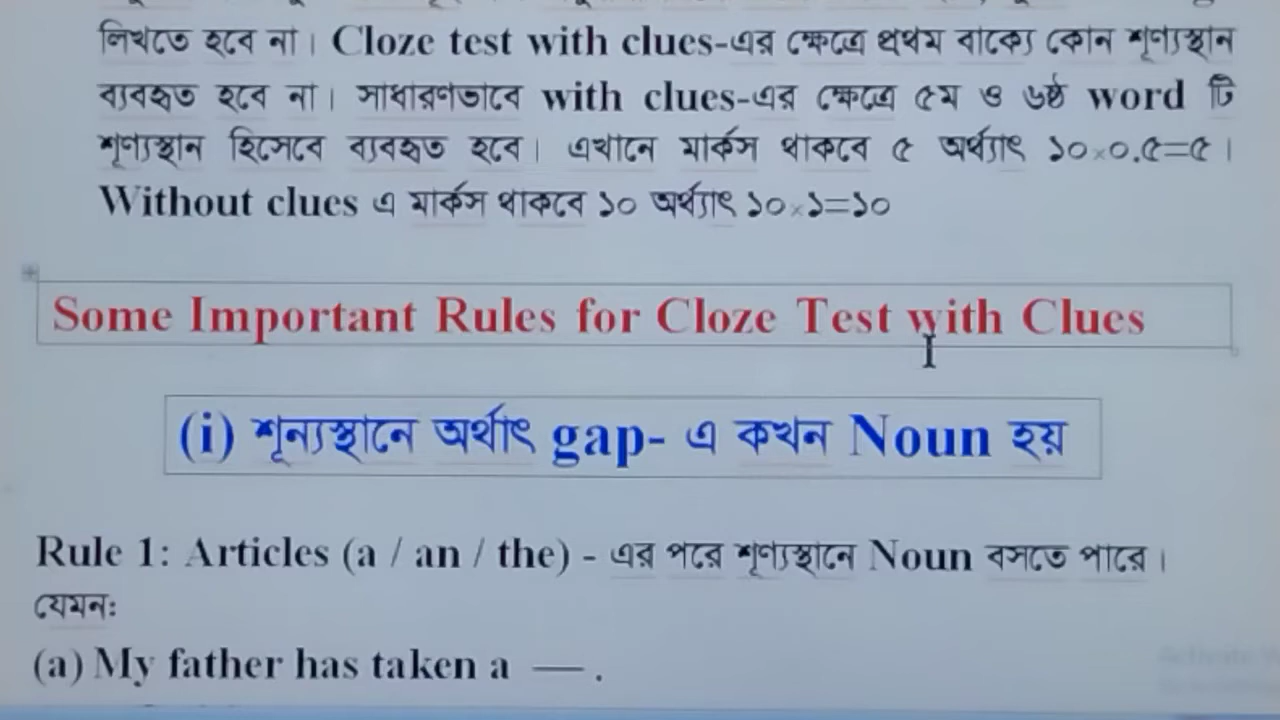 লিখতে হবে না। Cloze test with clues-এর ক্ষেত্রে প্রথম বাক্যে কোন শূণ্যস্থান
ব্যবহৃত হবে না। সাধারণতভাবে with clues-এর ক্ষেত্রে ৫ম ও ৬ষ্ঠ word টি
শূণ্যস্থান হিসেবে ব্যবহৃত হবে। এখানে মার্কস থাকবে ৫ অর্থ্যাৎ ১০×০.৫=৫।
Without clues এ মার্কস থাকবে ১০ অর্থ্যাৎ ১০×১=১০
Some Important Rules for Cloze Test with Clues
(i) শূন্যস্থানে অর্থাৎ gap- এ কখন Noun হয়
Rule 1: Articles (a / an / the) - এর পরে শূণ্যস্থানে Noun বসতে পারে।
যেমনঃ
(a) My father has taken a — .